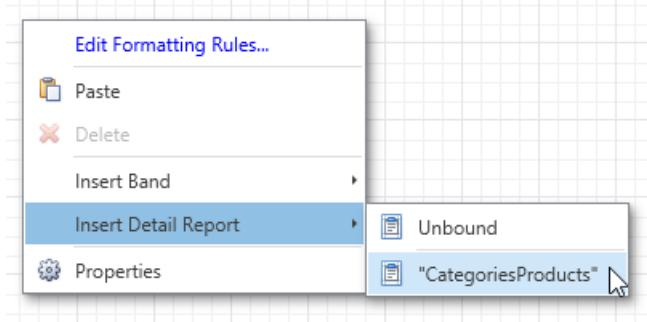 Edit Formatting Rules...
Paste
Delete
Insert Band
Insert Detail Report
Unbound
Properties
"CategoriesProducts"